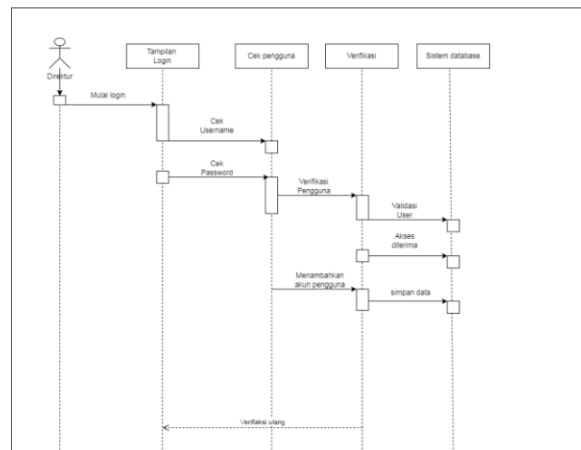 Tampilan
Login
Cek pengguna
Verifikasi
Sistem database
Direktur
Mulai login
Cek
Username
Cek
Password
Verifikasi
Pengguna
Validasi
User
Akses
diterima
Menambahkan
akun pengguna
simpan data
Verifiaksi ulang